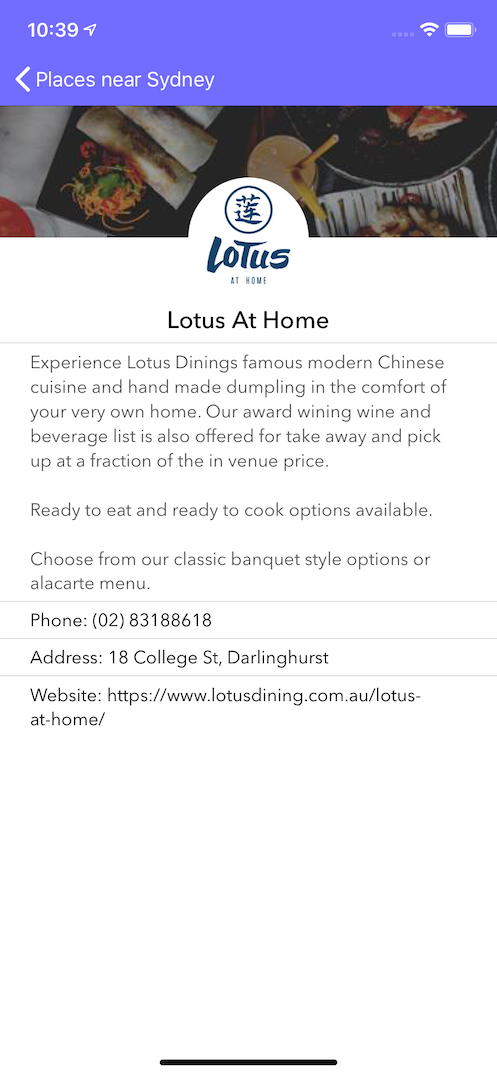 10:39
Places near Sydney
莲
LOTUS
AT HOME
Lotus At Home
Experience Lotus Dinings famous modern Chinese
cuisine and hand made dumpling in the comfort of
your very own home. Our award wining wine and
beverage list is also offered for take away and pick
up at a fraction of the in venue price.
Ready to eat and ready to cook options available.
Choose from our classic banquet style options or
alacarte menu.
Phone: (02) 83188618
Address: 18 College St, Darlinghurst
Website: https://www.lotusdining.com.au/lotus-
at-home/